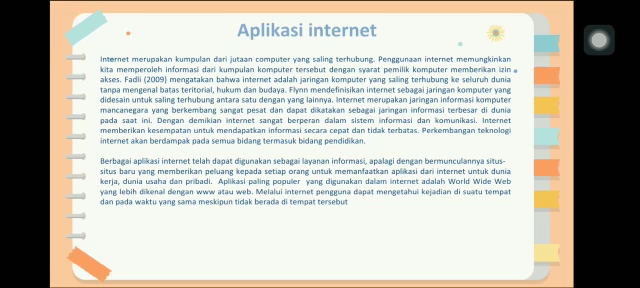 Aplikasi internet
Internet merupakan kumpulan dari jutaan computer yang saling terhubung. Penggunaan internet memungkinkan
kita memperoleh informasi dari kumpulan komputer tersebut dengan syarat pemilik komputer memberikan izin
akses. Fadli (2009) mengatakan bahwa internet adalah jaringan komputer yang saling terhubung ke seluruh dunia
tanpa mengenal batas teritorial, hukum dan budaya. Flynn mendefinisikan internet sebagai jaringan komputer yang
didesain untuk saling terhubung antara satu dengan yang lainnya. Internet merupakan jaringan informasi komputer
mancanegara yang berkembang sangat pesat dan dapat dikatakan sebagai jaringan informasi terbesar di dunia
pada saat ini. Dengan demikian internet sangat berperan dalam sistem informasi dan komunikasi. Internet
memberikan kesempatan untuk mendapatkan informasi secara cepat dan tidak terbatas. Perkembangan teknologi
internet akan berdampak pada semua bidang termasuk bidang pendidikan.
Berbagai aplikasi internet telah dapat digunakan sebagai layanan informasi, apalagi dengan bermunculannya situs-
situs baru yang memberikan peluang kepada setiap orang untuk memanfaatkan aplikasi dari internet untuk dunia
kerja, dunia usaha dan pribadi. Aplikasi paling populer yang digunakan dalam internet adalah World Wide Web
yang lebih dikenal dengan www atau web. Melalui internet pengguna dapat mengetahui kejadian di suatu tempat
dan pada waktu yang sama meskipun tidak berada di tempat tersebut